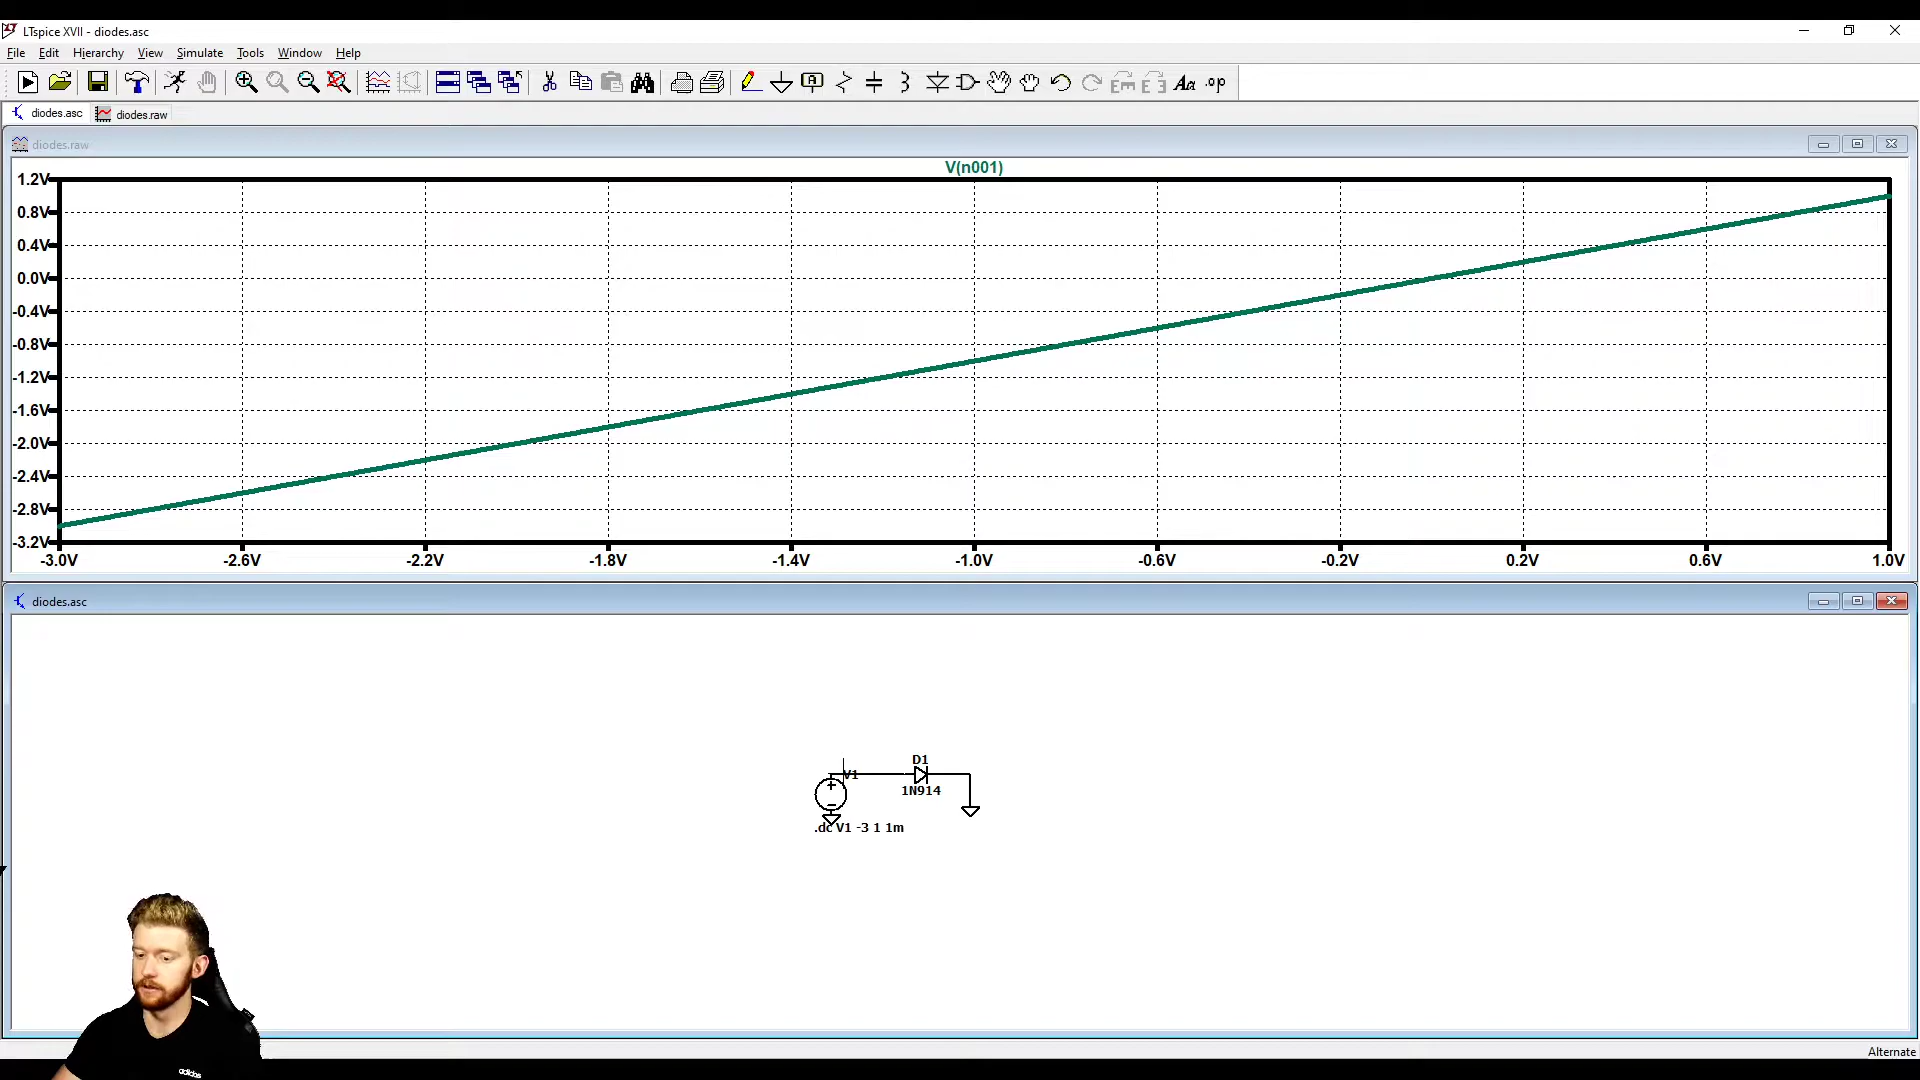 LTspice XVII - diodes.asc
File Edit Hierarchy View Simulate Tools Window Help
.op
diodes.asc diodes.raw
diodes.raw
V(n001)
1.2V
0.8V
0.4V
0.0V
-0.4V
-0.8V
-1.2V
-1.6V
-2.0V
-2.4V
-2.8V
-3.2V
-3.0V -2.6V -2.2V -1.8V -1.4V -1.0V -0.6V -0.2V 0.2V 0.6V 1.0V
diodes.asc
D1
V1
1N914
.dc V1 -3 1 1m
adidas
Alternate